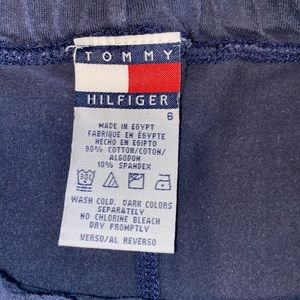 TOMMY
HILFIGER
6
MADE IN EGYPT
FABRIQUE EN ÉGYPTE
HECHO EN EGIPTO
90% COTTON/COTON/
ALGODON
10% SPANDEX
WASH COLD. DARK COLORS
SEPARATELY
NO CHLORINE BLEACH
DRY PROMPTLY
VERSO/AL REVERSO